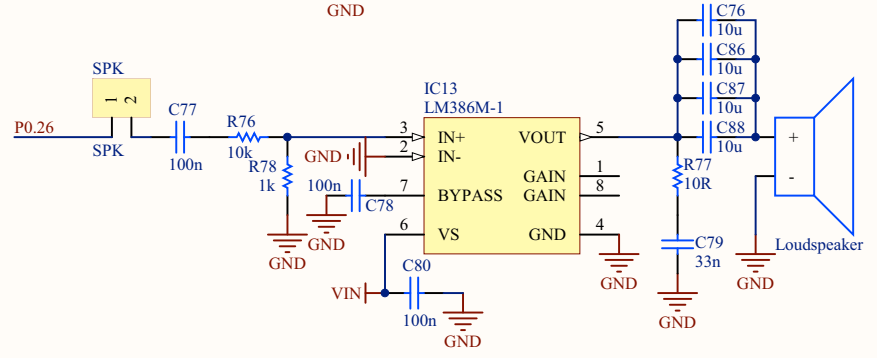 GND
C76
10u
C86
10u
C87
10u
C88
10u
SPK
1 2
SPK
P0.26
C77
100n
R76
10k
R78
1k
GND
IC13
LM386M-1
3 IN+
2 IN-
7 BYPASS
6 VS
VOUT 5
GAIN 1
GAIN 8
GND 4
GND
100n
C78
GND
GND
VIN
C80
100n
GND
R77
10R
C79
33n
GND
+
-
Loudspeaker
GND